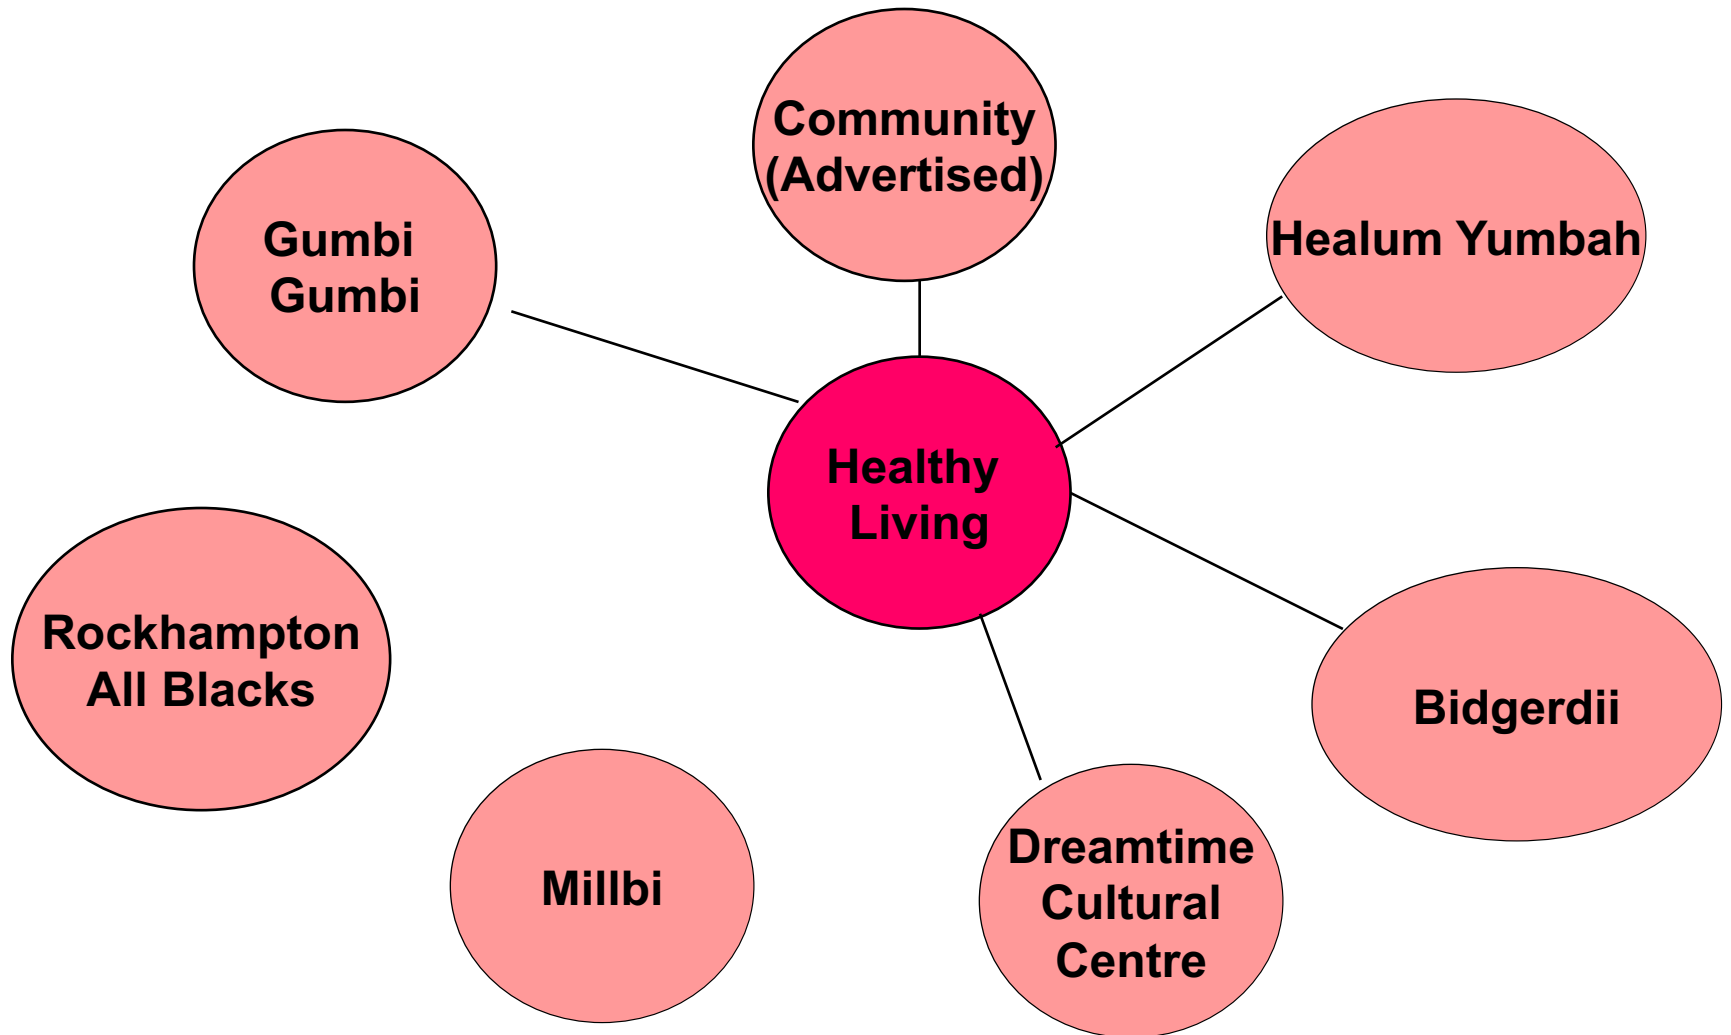 Community
(Advertised)
Gumbi
Gumbi
Healum Yumbah
Healthy
Living
Rockhampton
All Blacks
Bidgerdii
Millbi
Dreamtime
Cultural
Centre